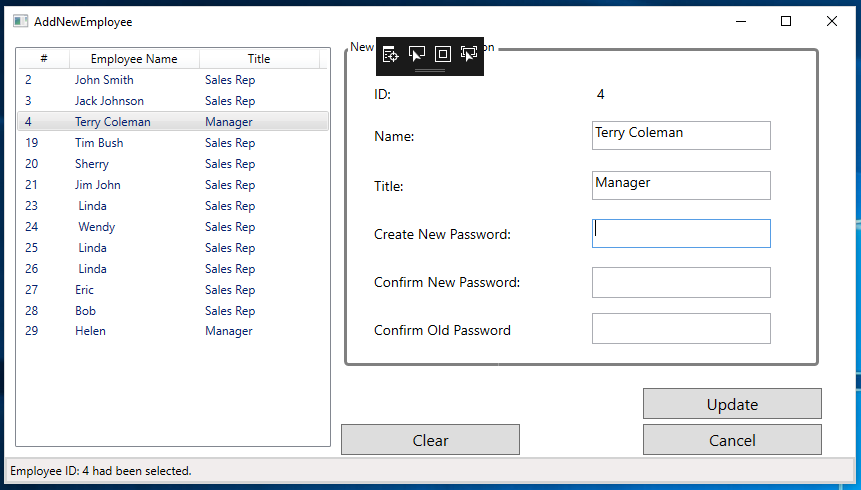 AddNewEmployee
# Employee Name Title
2 John Smith Sales Rep
3 Jack Johnson Sales Rep
4 Terry Coleman Manager
19 Tim Bush Sales Rep
20 Sherry Sales Rep
21 Jim John Sales Rep
23 Linda Sales Rep
24 Wendy Sales Rep
25 Linda Sales Rep
26 Linda Sales Rep
27 Eric Sales Rep
28 Bob Sales Rep
29 Helen Manager
New
ID: 4
Name: Terry Coleman
Title: Manager
Create New Password:
Confirm New Password:
Confirm Old Password
Update
Clear Cancel
Employee ID: 4 had been selected.